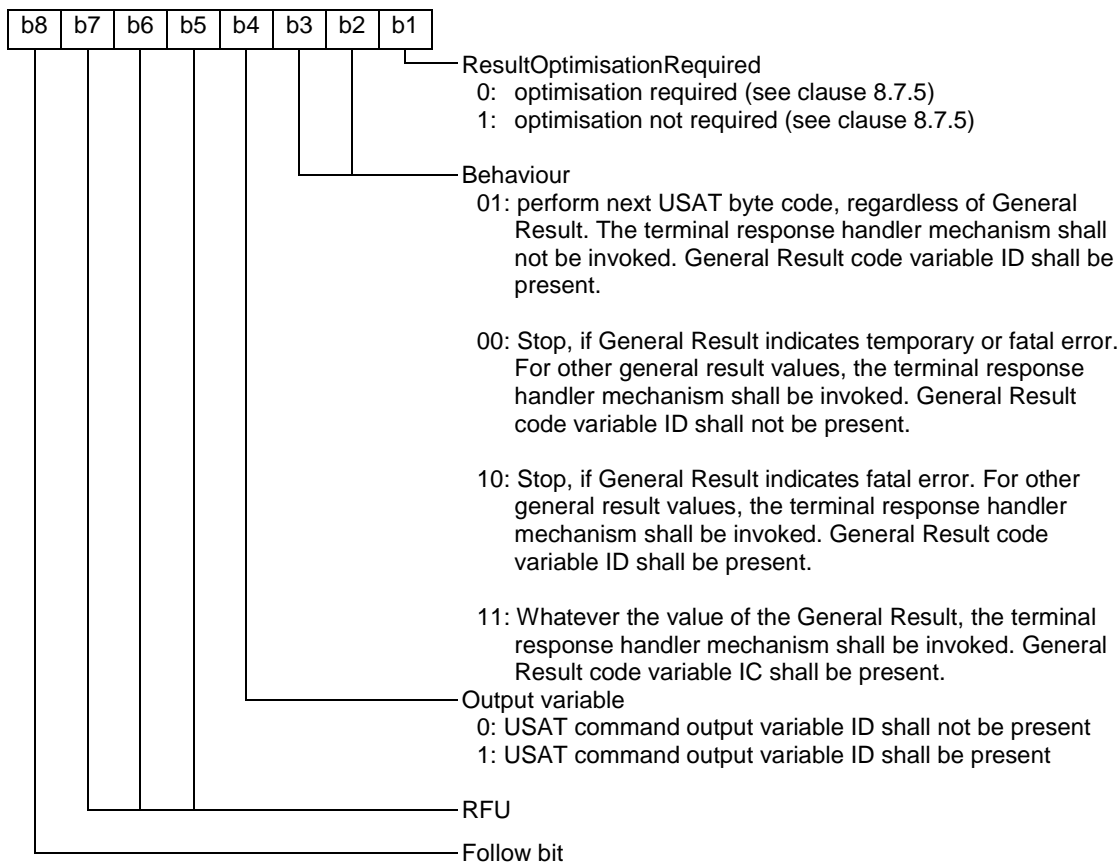 b8 b7 b6 b5 b4 b3 b2 b1
ResultOptimisationRequired
0: optimisation required (see clause 8.7.5)
1: optimisation not required (see clause 8.7.5)
Behaviour
01: perform next USAT byte code, regardless of General
Result. The terminal response handler mechanism shall
not be invoked. General Result code variable ID shall be
present.
00: Stop, if General Result indicates temporary or fatal error.
For other general result values, the terminal response
handler mechanism shall be invoked. General Result
code variable ID shall not be present.
10: Stop, if General Result indicates fatal error. For other
general result values, the terminal response handler
mechanism shall be invoked. General Result code
variable ID shall be present.
11: Whatever the value of the General Result, the terminal
response handler mechanism shall be invoked. General
Result code variable IC shall be present.
Output variable
0: USAT command output variable ID shall not be present
1: USAT command output variable ID shall be present
RFU
Follow bit